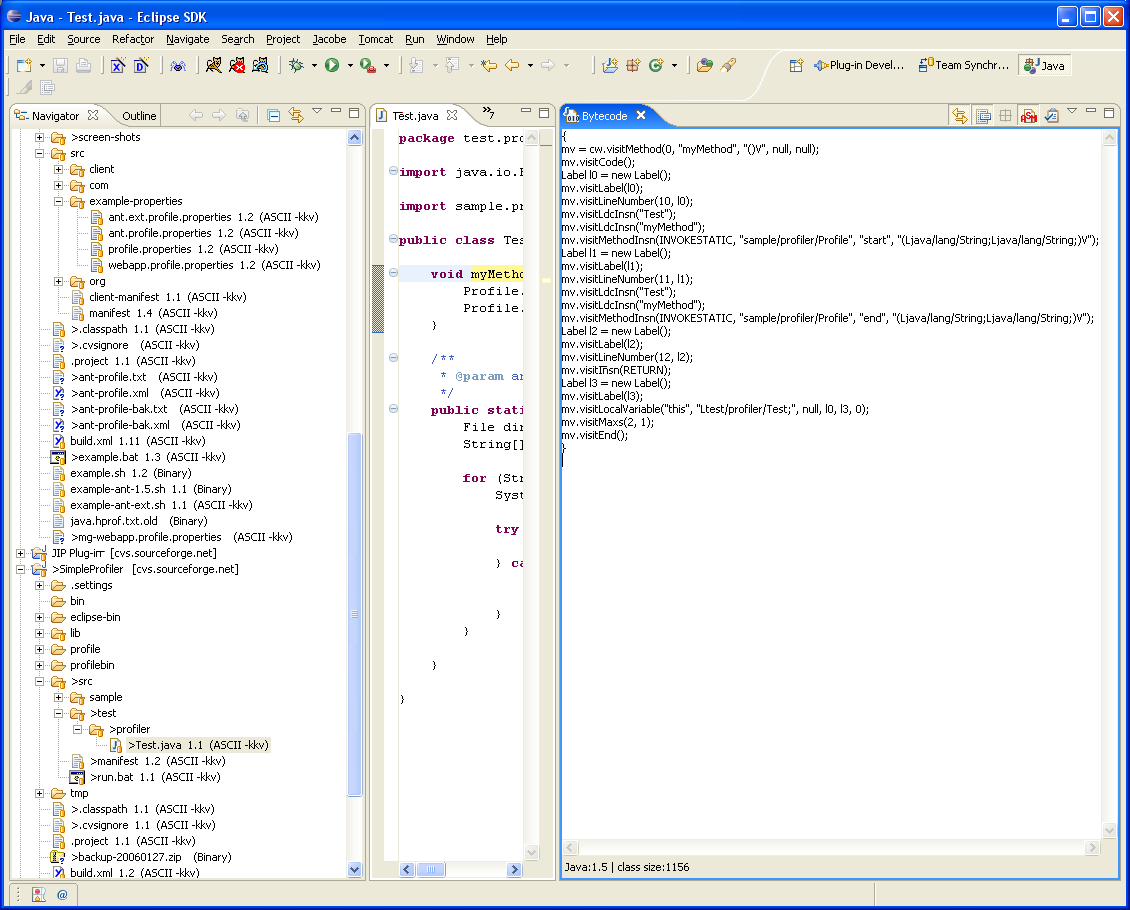 Java - Test.java - Eclipse SDK
File Edit Source Refactor Navigate Search Project Jacobe Tomcat Run Window Help
Plug-in Devel... Team Synchr... Java
Navigator Outline
>screen-shots
src
client
com
example-properties
ant.ext.profile.properties 1.2 (ASCII -kkv)
ant.profile.properties 1.2 (ASCII -kkv)
profile.properties 1.2 (ASCII -kkv)
webapp.profile.properties 1.2 (ASCII -kkv)
org
client-manifest 1.1 (ASCII -kkv)
manifest 1.4 (ASCII -kkv)
>.classpath 1.1 (ASCII -kkv)
>.cvsignore (ASCII -kkv)
.project 1.1 (ASCII -kkv)
>ant-profile.txt (ASCII -kkv)
>ant-profile.xml (ASCII -kkv)
>ant-profile-bak.txt (ASCII -kkv)
>ant-profile-bak.xml (ASCII -kkv)
build.xml 1.11 (ASCII -kkv)
>example.bat 1.3 (ASCII -kkv)
example.sh 1.2 (Binary)
example-ant-1.5.sh 1.1 (Binary)
example-ant-ext.sh 1.1 (ASCII -kkv)
java.hprof.txt.old (Binary)
>mg-webapp.profile.properties (ASCII -kkv)
JIP Plug-in [cvs.sourceforge.net]
>SimpleProfiler [cvs.sourceforge.net]
.settings
bin
eclipse-bin
lib
profile
profilebin
>src
sample
>test
>profiler
>Test.java 1.1 (ASCII -kkv)
>manifest 1.2 (ASCII -kkv)
>run.bat 1.1 (ASCII -kkv)
tmp
>.classpath 1.1 (ASCII -kkv)
>.cvsignore 1.1 (ASCII -kkv)
.project 1.1 (ASCII -kkv)
>backup-20060127.zip (Binary)
build.xml 1.2 (ASCII -kkv)
Test.java »7
package test.pro
import java.io.F
import sample.pr
public class Tes
void myMetho
Profile.
Profile.
}
/**
* @param ar
*/
public stati
File dir
String[]
for (Str
Syst
try
} ca
}
}
}
}
Bytecode
{
mv = cw.visitMethod(0, "myMethod", "()V", null, null);
mv.visitCode();
Label l0 = new Label();
mv.visitLabel(l0);
mv.visitLineNumber(10, l0);
mv.visitLdcInsn("Test");
mv.visitLdcInsn("myMethod");
mv.visitMethodInsn(INVOKESTATIC, "sample/profiler/Profile", "start", "(Ljava/lang/String;Ljava/lang/String;)V");
Label l1 = new Label();
mv.visitLabel(l1);
mv.visitLineNumber(11, l1);
mv.visitLdcInsn("Test");
mv.visitLdcInsn("myMethod");
mv.visitMethodInsn(INVOKESTATIC, "sample/profiler/Profile", "end", "(Ljava/lang/String;Ljava/lang/String;)V");
Label l2 = new Label();
mv.visitLabel(l2);
mv.visitLineNumber(12, l2);
mv.visitInsn(RETURN);
Label l3 = new Label();
mv.visitLabel(l3);
mv.visitLocalVariable("this", "Ltest/profiler/Test;", null, l0, l3, 0);
mv.visitMaxs(2, 1);
mv.visitEnd();
}
Java:1.5 | class size:1156